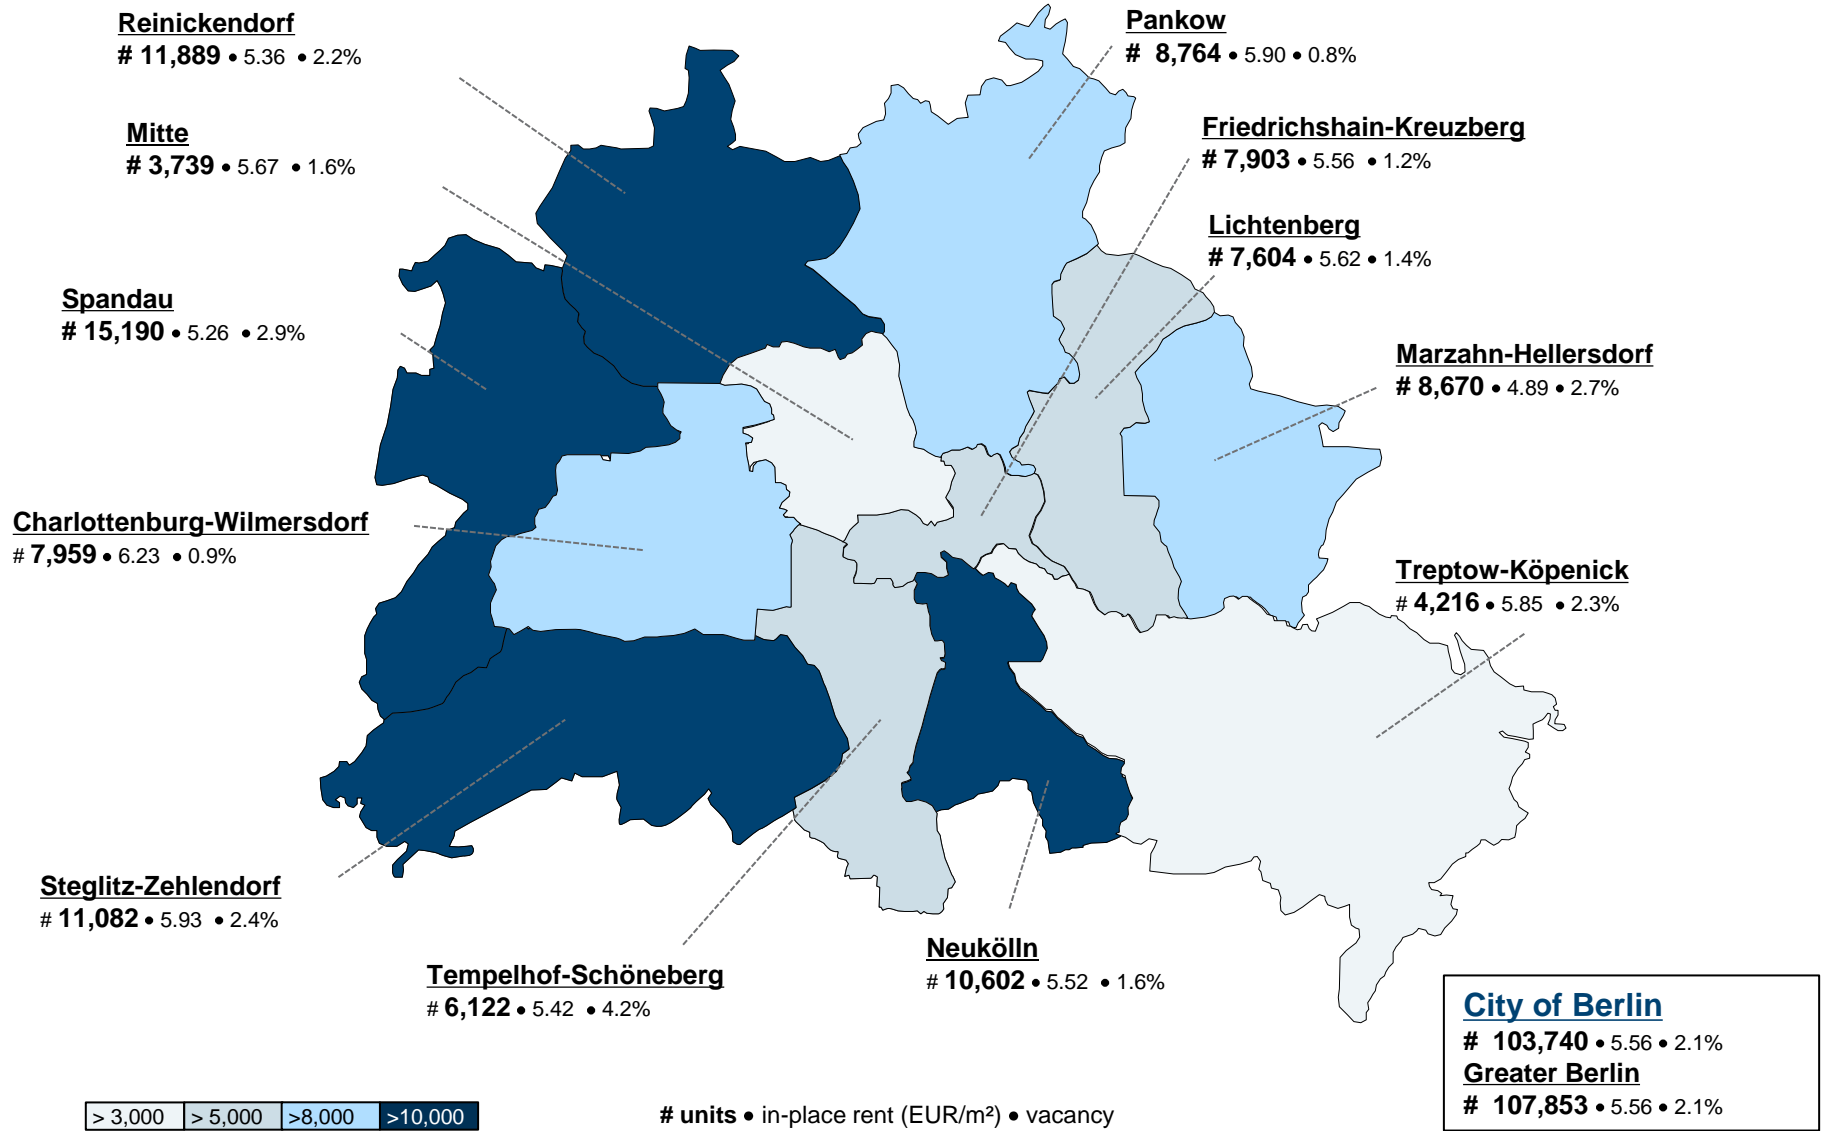 Reinickendorf
# 11,889 • 5.36 • 2.2%
Pankow
# 8,764 • 5.90 • 0.8%
Mitte
# 3,739 • 5.67 • 1.6%
Friedrichshain-Kreuzberg
# 7,903 • 5.56 • 1.2%
Lichtenberg
# 7,604 • 5.62 • 1.4%
Spandau
# 15,190 • 5.26 • 2.9%
Marzahn-Hellersdorf
# 8,670 • 4.89 • 2.7%
Charlottenburg-Wilmersdorf
# 7,959 • 6.23 • 0.9%
Treptow-Köpenick
# 4,216 • 5.85 • 2.3%
Steglitz-Zehlendorf
# 11,082 • 5.93 • 2.4%
Tempelhof-Schöneberg
# 6,122 • 5.42 • 4.2%
Neukölln
# 10,602 • 5.52 • 1.6%
City of Berlin
# 103,740 • 5.56 • 2.1%
Greater Berlin
# 107,853 • 5.56 • 2.1%
> 3,000 > 5,000 >8,000 >10,000
# units • in-place rent (EUR/m²) • vacancy